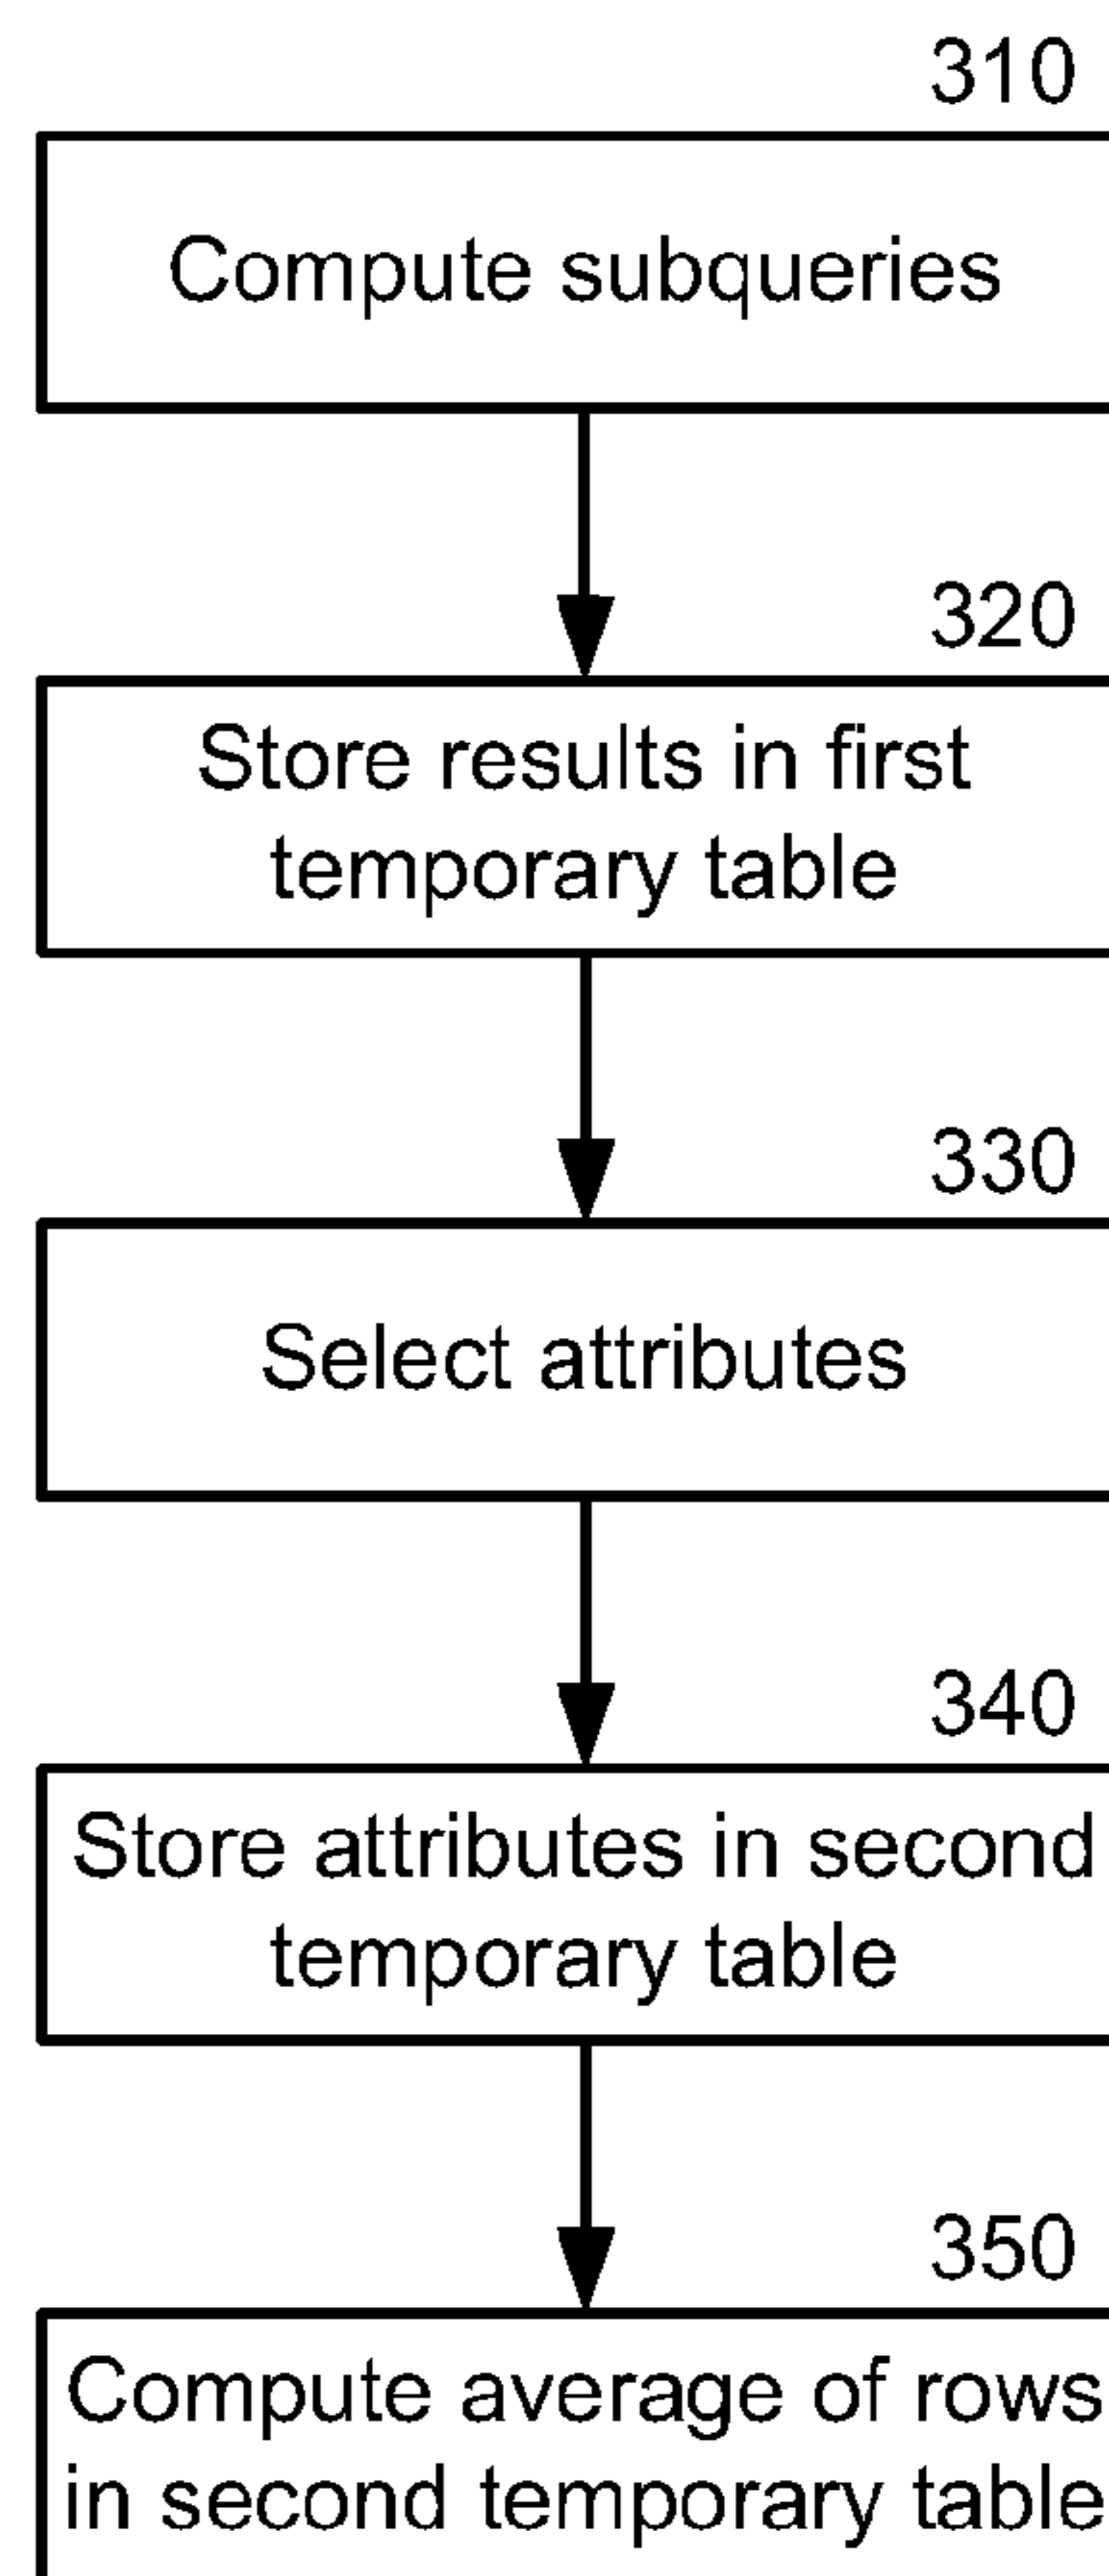 310
Compute subqueries
320
Store results in first
temporary table
330
Select attributes
340
Store attributes in second
temporary table
350
Compute average of rows
in second temporary table